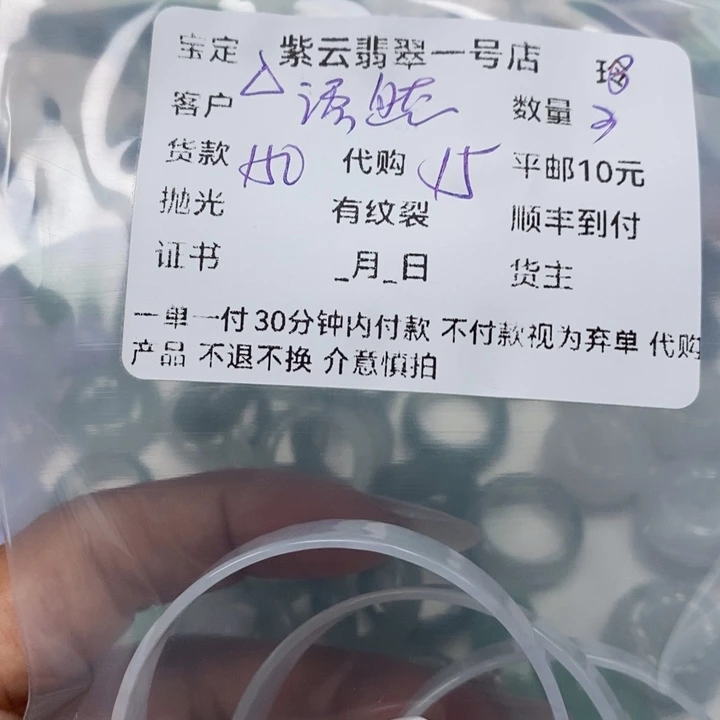 宝定 紫云翡翠一号店
客户 语 数量
货款 150 代购 15 平邮10元
抛光 有纹裂 顺丰到付
证书 _月_日 货主
一单一付 30分钟内付款 不付款视为弃单 代购
产品 不退不换 介意慎拍